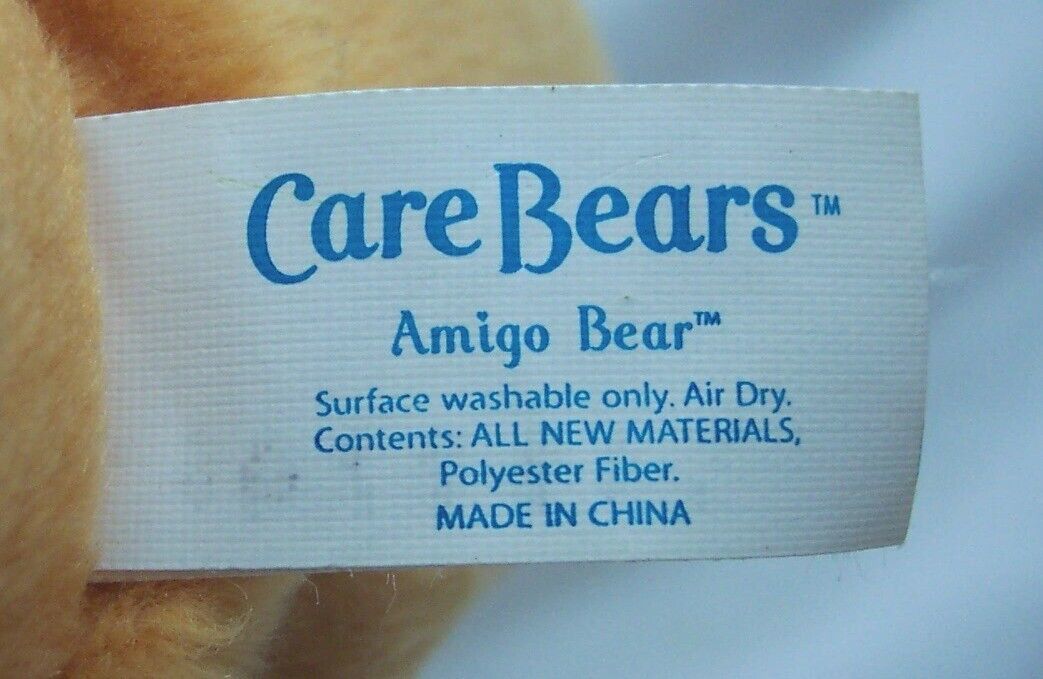 Care Bears™
Amigo Bear™
Surface washable only. Air Dry.
Contents: ALL NEW MATERIALS,
Polyester Fiber.
MADE IN CHINA